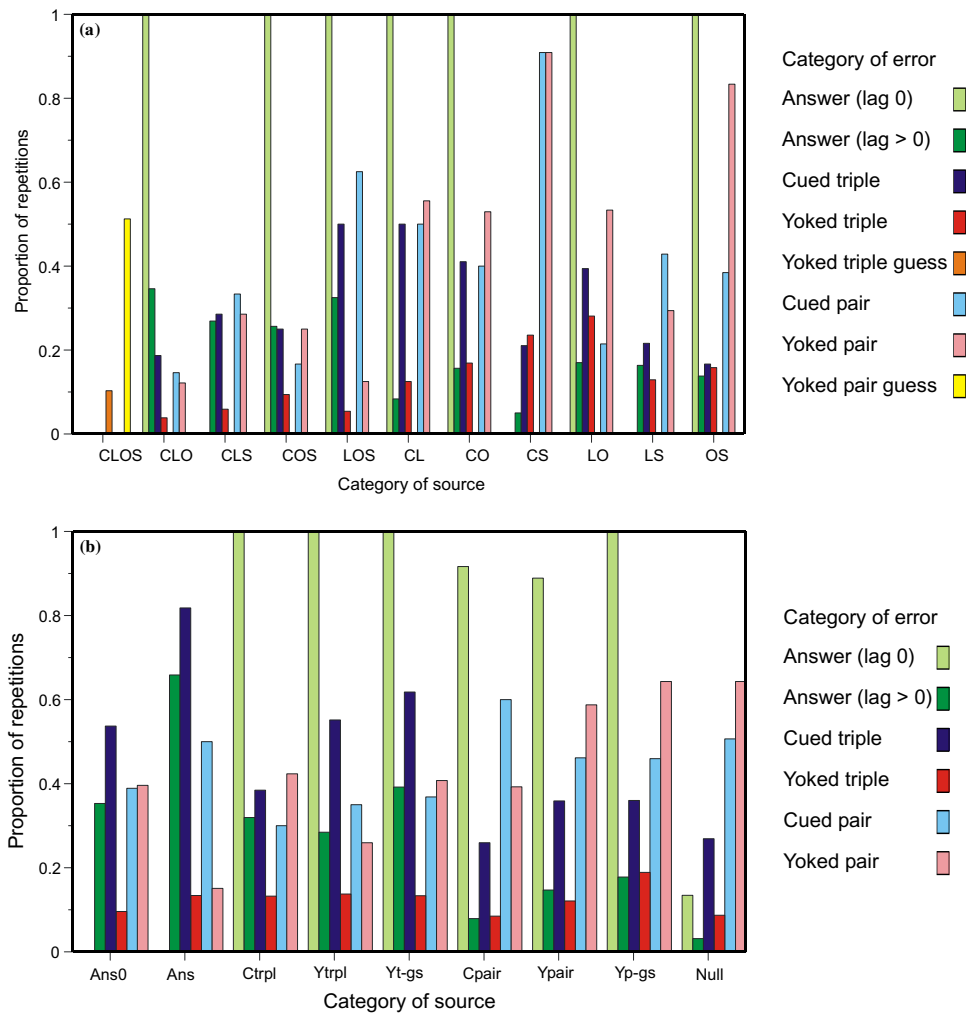 (a)
1
0.8
0.6
0.4
0.2
0
Proportion of repetitions
CLOS CLO CLS COS LOS CL CO CS LO LS OS
Category of source
Category of error
Answer (lag 0)
Answer (lag > 0)
Cued triple
Yoked triple
Yoked triple guess
Cued pair
Yoked pair
Yoked pair guess
(b)
1
0.8
0.6
0.4
0.2
0
Proportion of repetitions
Ans0 Ans Ctrpl Ytrpl Yt-gs Cpair Ypair Yp-gs Null
Category of source
Category of error
Answer (lag 0)
Answer (lag > 0)
Cued triple
Yoked triple
Cued pair
Yoked pair